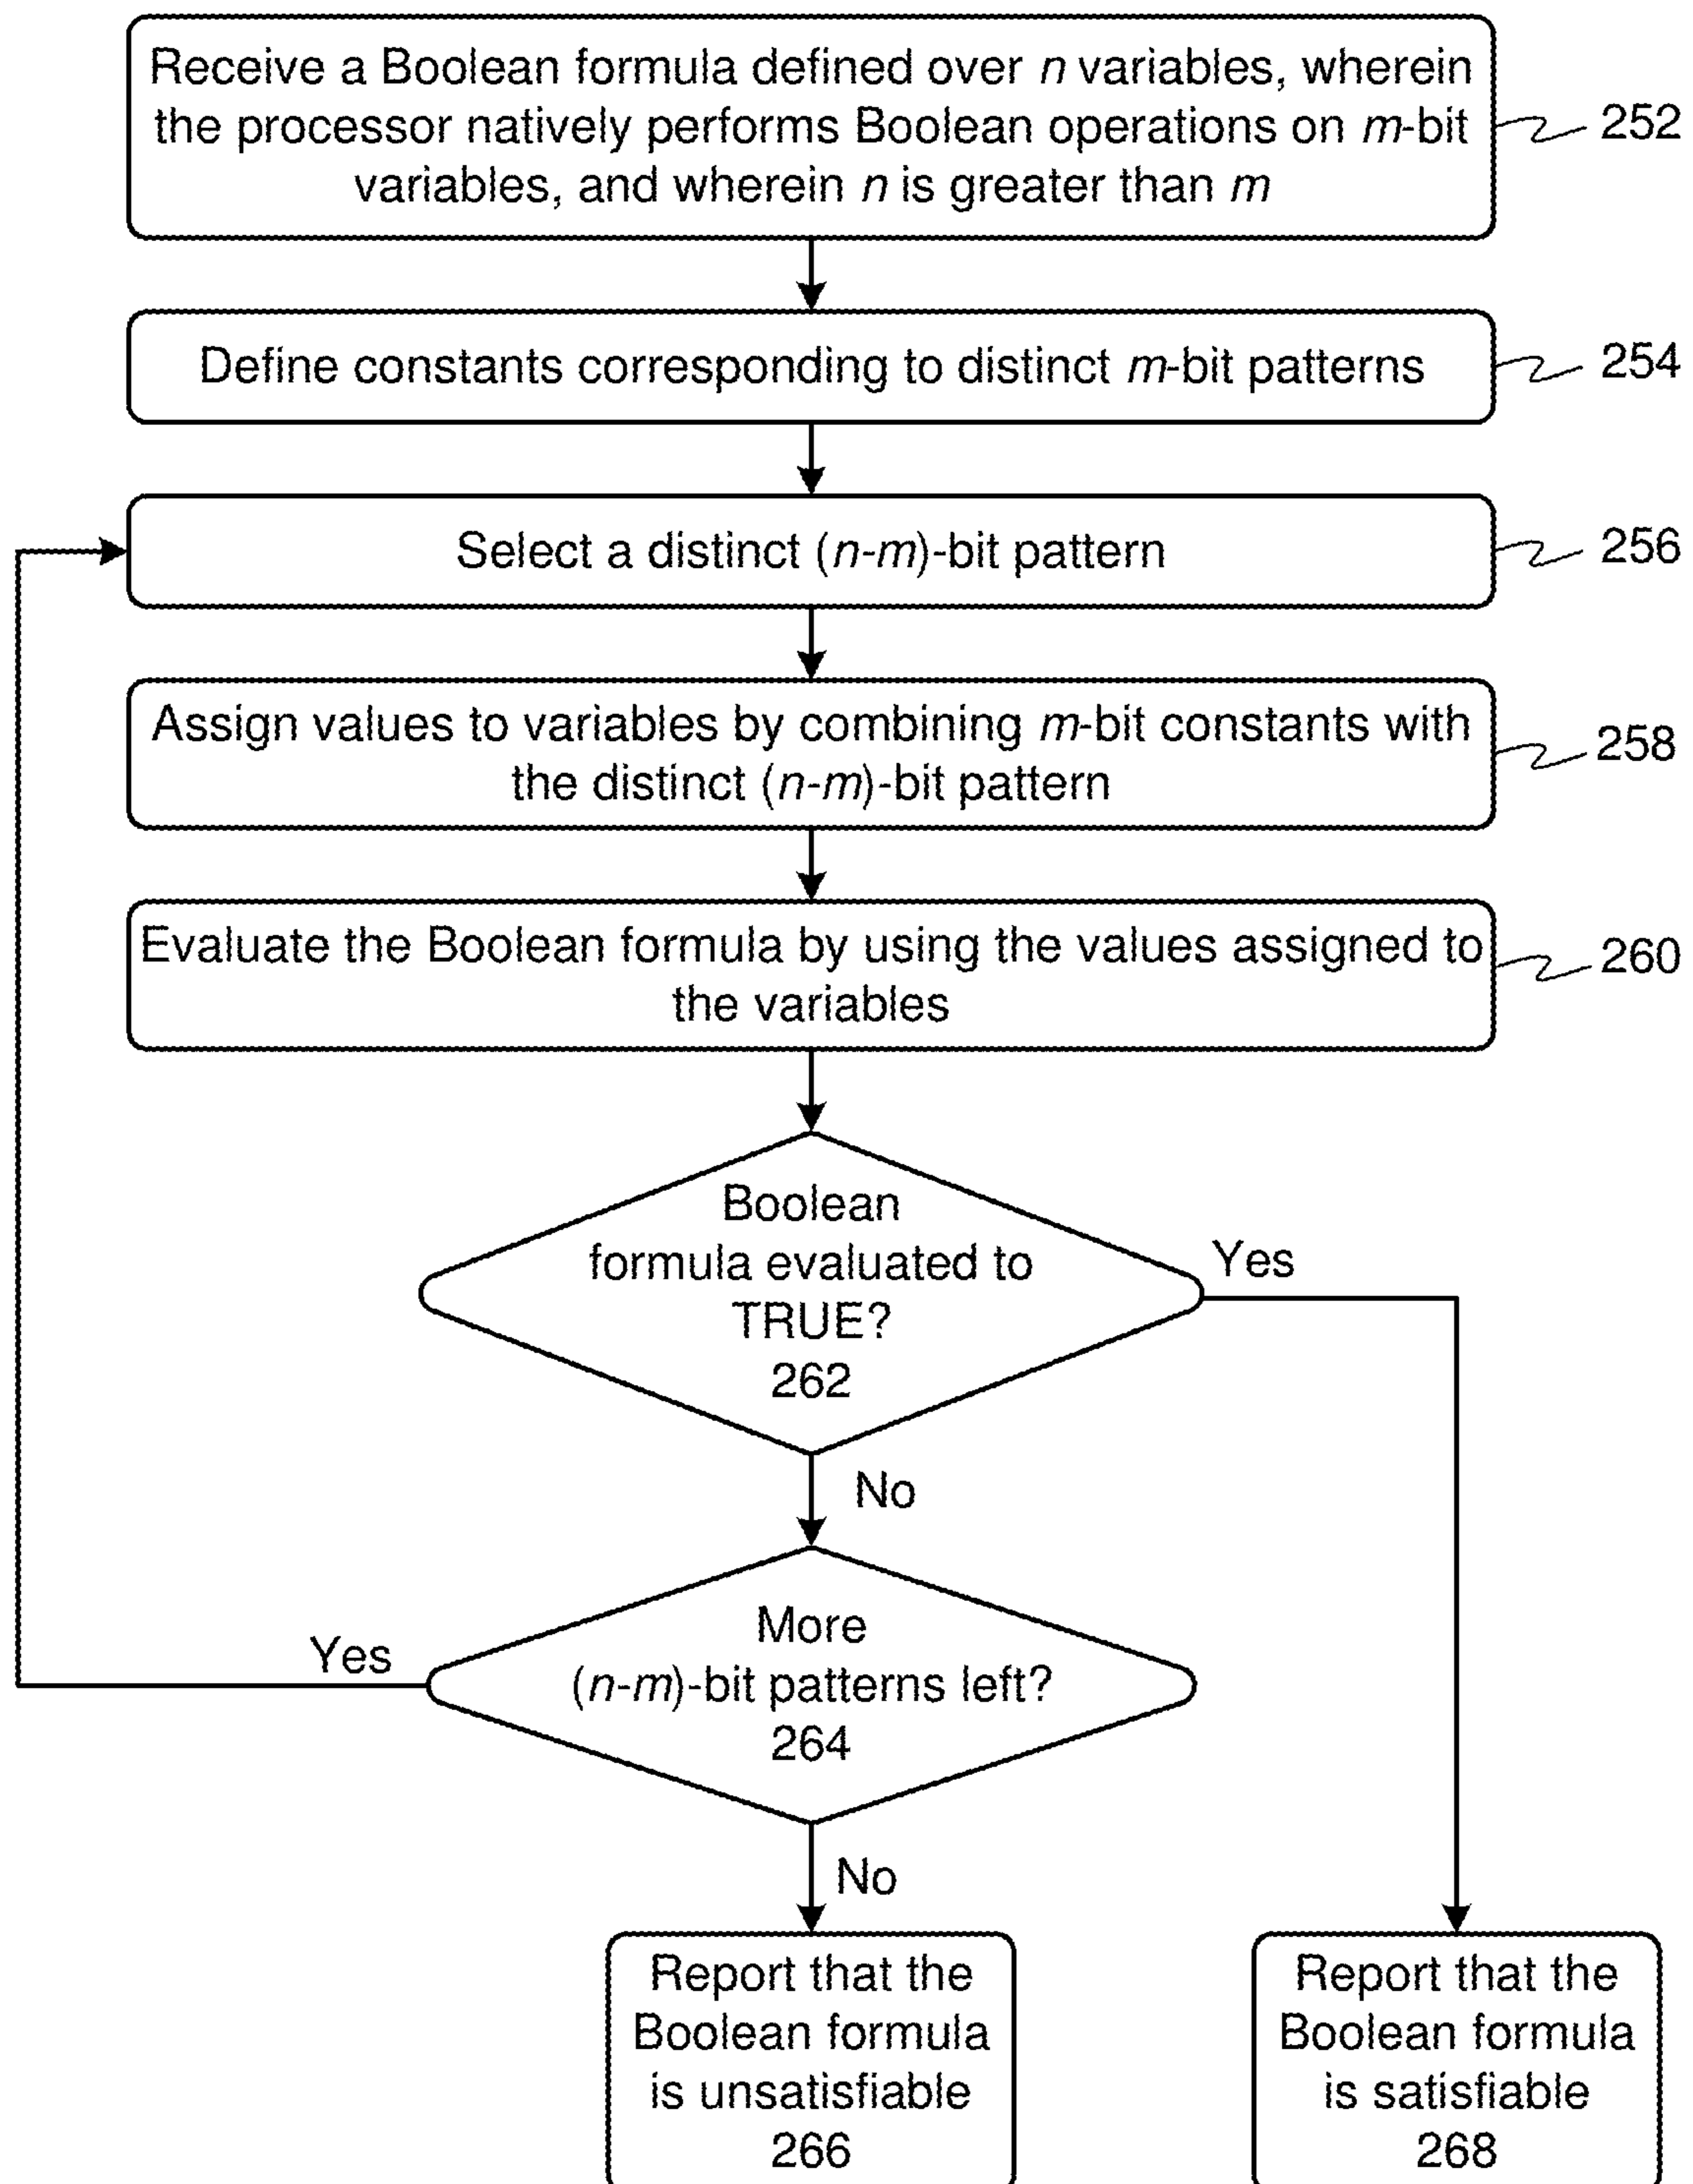 Receive a Boolean formula defined over n variables, wherein
the processor natively performs Boolean operations on m-bit
variables, and wherein n is greater than m
252
Define constants corresponding to distinct m-bit patterns
254
Select a distinct (n-m)-bit pattern
256
Assign values to variables by combining m-bit constants with
the distinct (n-m)-bit pattern
258
Evaluate the Boolean formula by using the values assigned to
the variables
260
Boolean
formula evaluated to
TRUE?
262
Yes
No
More
(n-m)-bit patterns left?
264
Yes
No
Report that the
Boolean formula
is unsatisfiable
266
Report that the
Boolean formula
is satisfiable
268